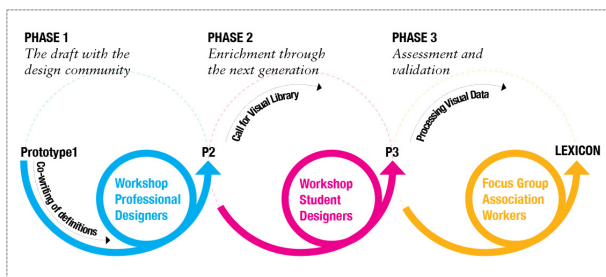 PHASE 1
The draft with the
design community
PHASE 2
Enrichment through
the next generation
PHASE 3
Assessment and
validation
Prototype1
Co-writing of definitions
Workshop
Professional
Designers
P2
Call for Visual Library
Workshop
Student
Designers
P3
Processing Visual Data
Focus Group
Association
Workers
LEXICON